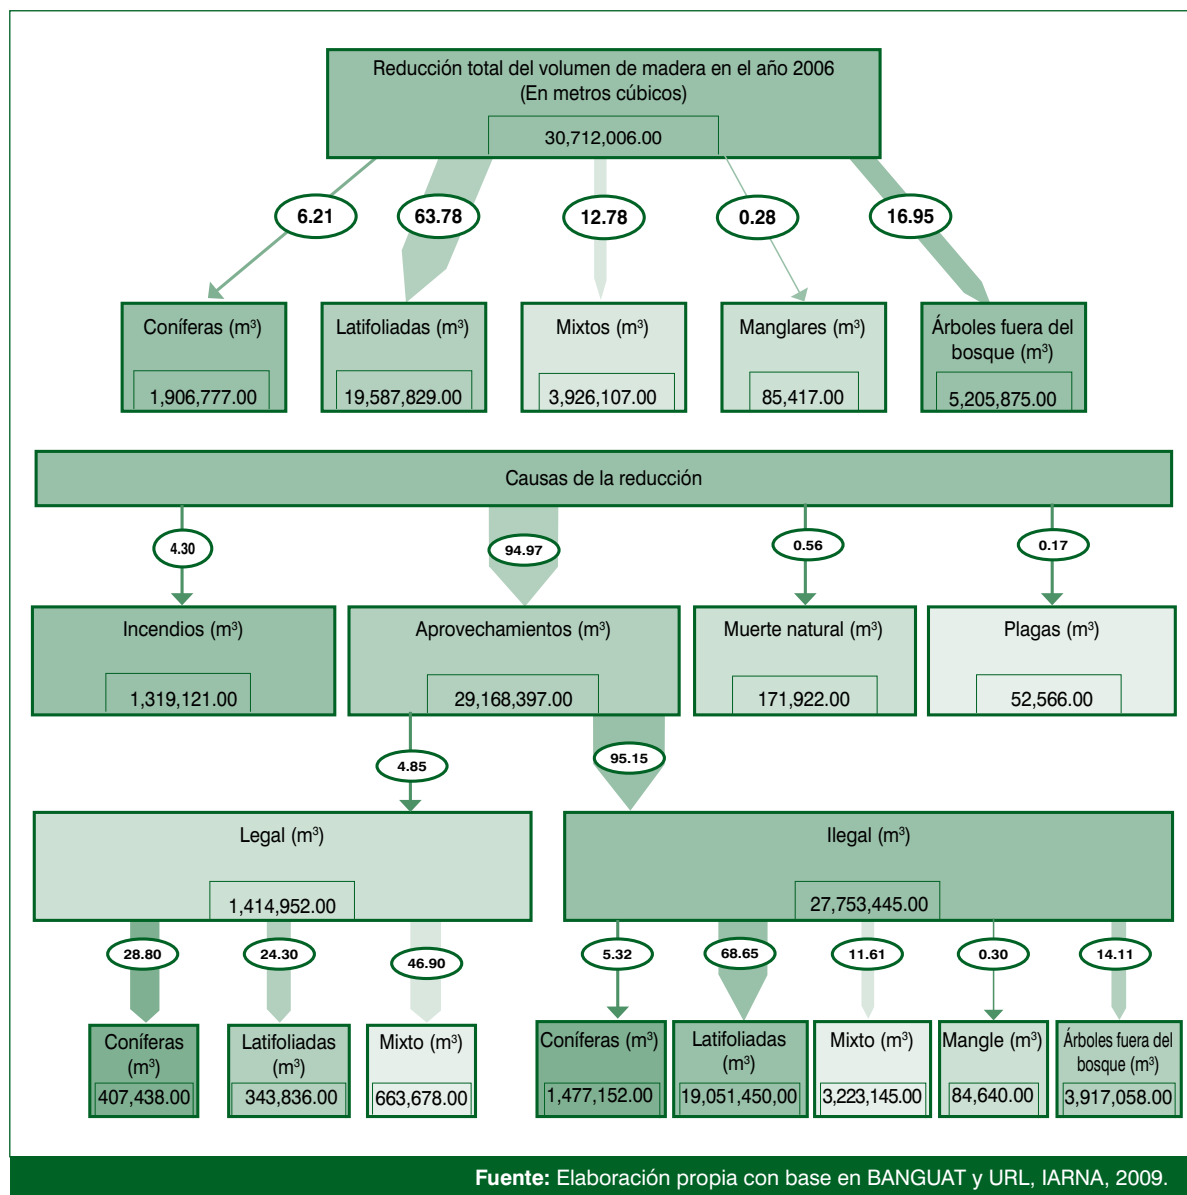 Reducción total del volumen de madera en el año 2006
(En metros cúbicos)
30,712,006.00
6.21
63.78
12.78
0.28
16.95
Coníferas (m³)
1,906,777.00
Latifoliadas (m³)
19,587,829.00
Mixtos (m³)
3,926,107.00
Manglares (m³)
85,417.00
Árboles fuera del
bosque (m³)
5,205,875.00
Causas de la reducción
4.30
94.97
0.56
0.17
Incendios (m³)
1,319,121.00
Aprovechamientos (m³)
29,168,397.00
Muerte natural (m³)
171,922.00
Plagas (m³)
52,566.00
4.85
95.15
Legal (m³)
1,414,952.00
Ilegal (m³)
27,753,445.00
28.80
24.30
46.90
5.32
68.65
11.61
0.30
14.11
Coníferas
(m³)
407,438.00
Latifoliadas
(m³)
343,836.00
Mixto (m³)
663,678.00
Coníferas (m³)
1,477,152.00
Latifoliadas
(m³)
19,051,450,00
Mixto (m³)
3,223,145.00
Mangle (m³)
84,640.00
Árboles fuera del
bosque (m³)
3,917,058.00
Fuente: Elaboración propia con base en BANGUAT y URL, IARNA, 2009.